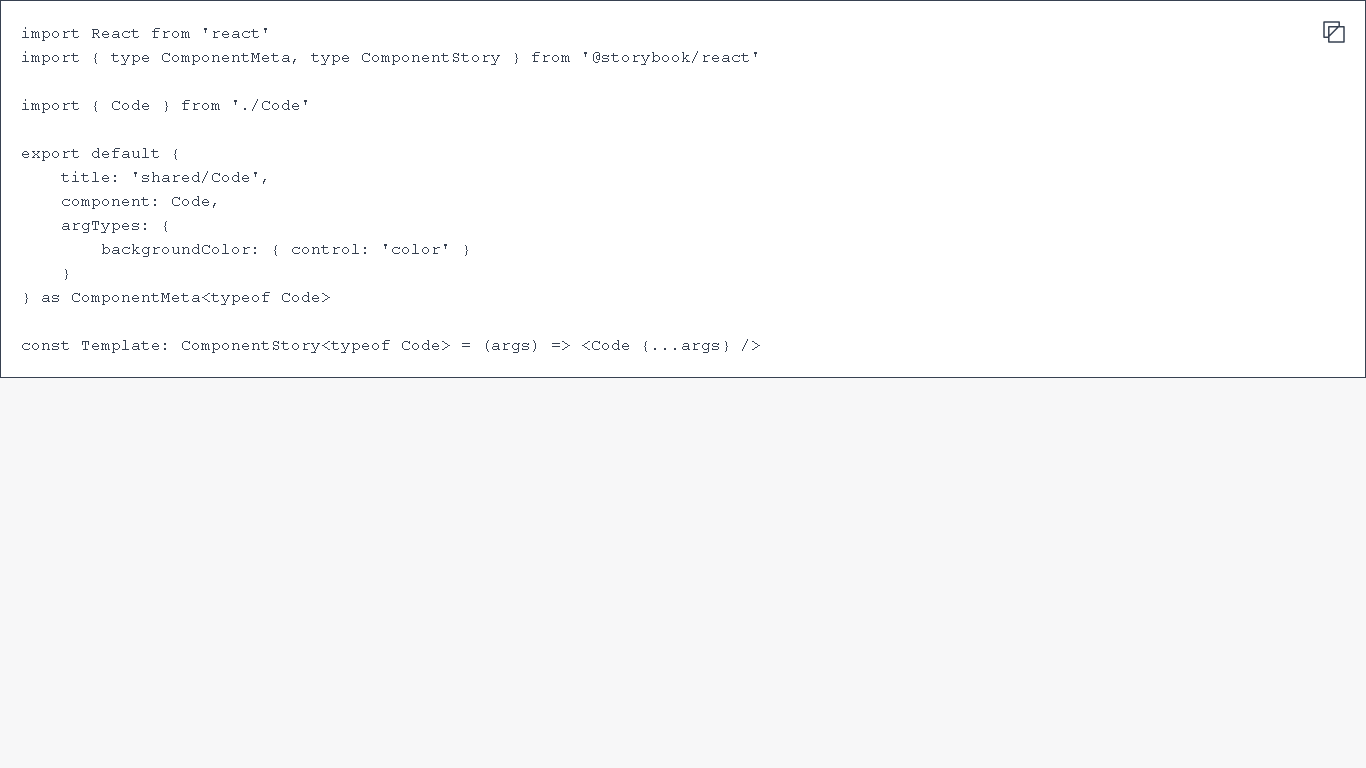 import React from 'react'
import { type ComponentMeta, type ComponentStory } from '@storybook/react'

import { Code } from './Code'

export default {
    title: 'shared/Code',
    component: Code,
    argTypes: {
        backgroundColor: { control: 'color' }
    }
} as ComponentMeta<typeof Code>

const Template: ComponentStory<typeof Code> = (args) => <Code {...args} />